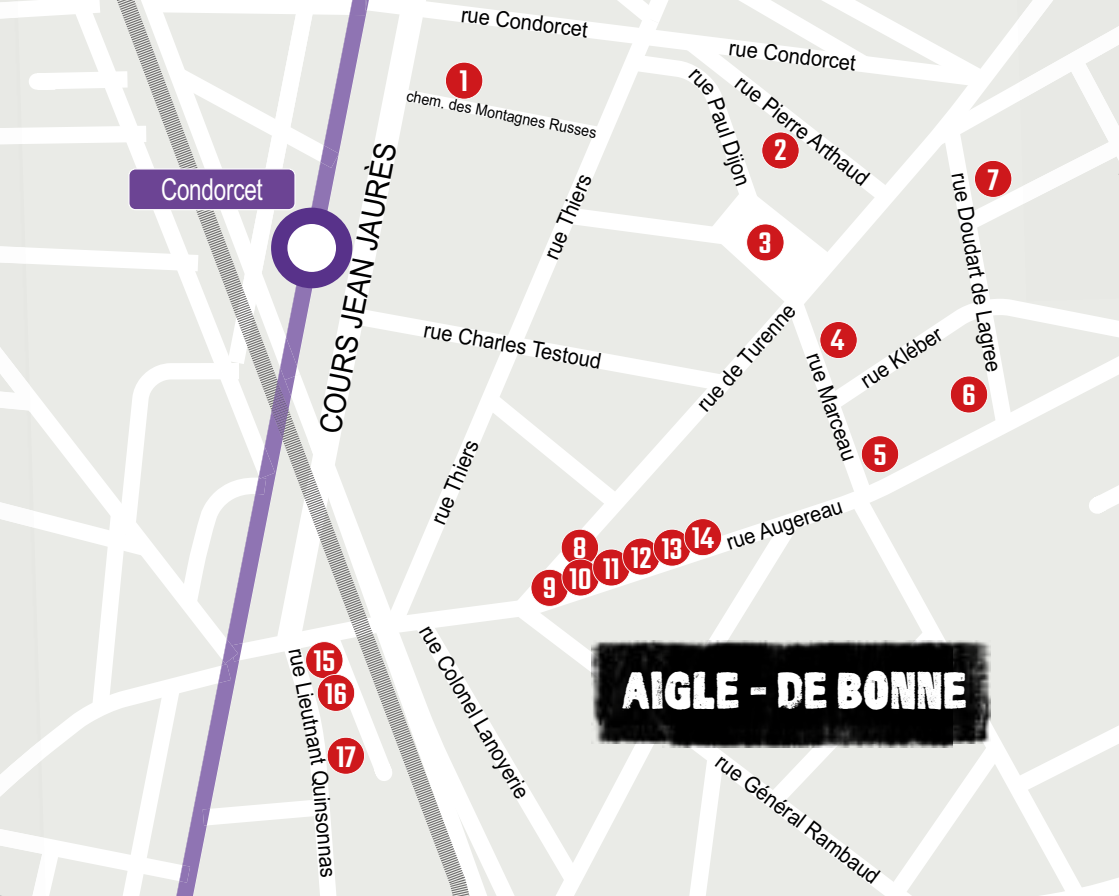 rue Condorcet
rue Condorcet
1
chem. des Montagnes Russes
rue Paul Dijon
rue Pierre Arthaud
2
7
Condorcet
COURS JEAN JAURÈS
rue Thiers
3
rue Doudart de Lagree
rue Charles Testoud
rue de Turenne
4
rue Marceau
rue Kléber
6
5
rue Thiers
8
9
10
11
12
13
14
rue Augereau
15
16
17
rue Lieutnant Quinsonnas
rue Colonel Lanoyerie
AIGLE - DE BONNE
rue Général Rambaud